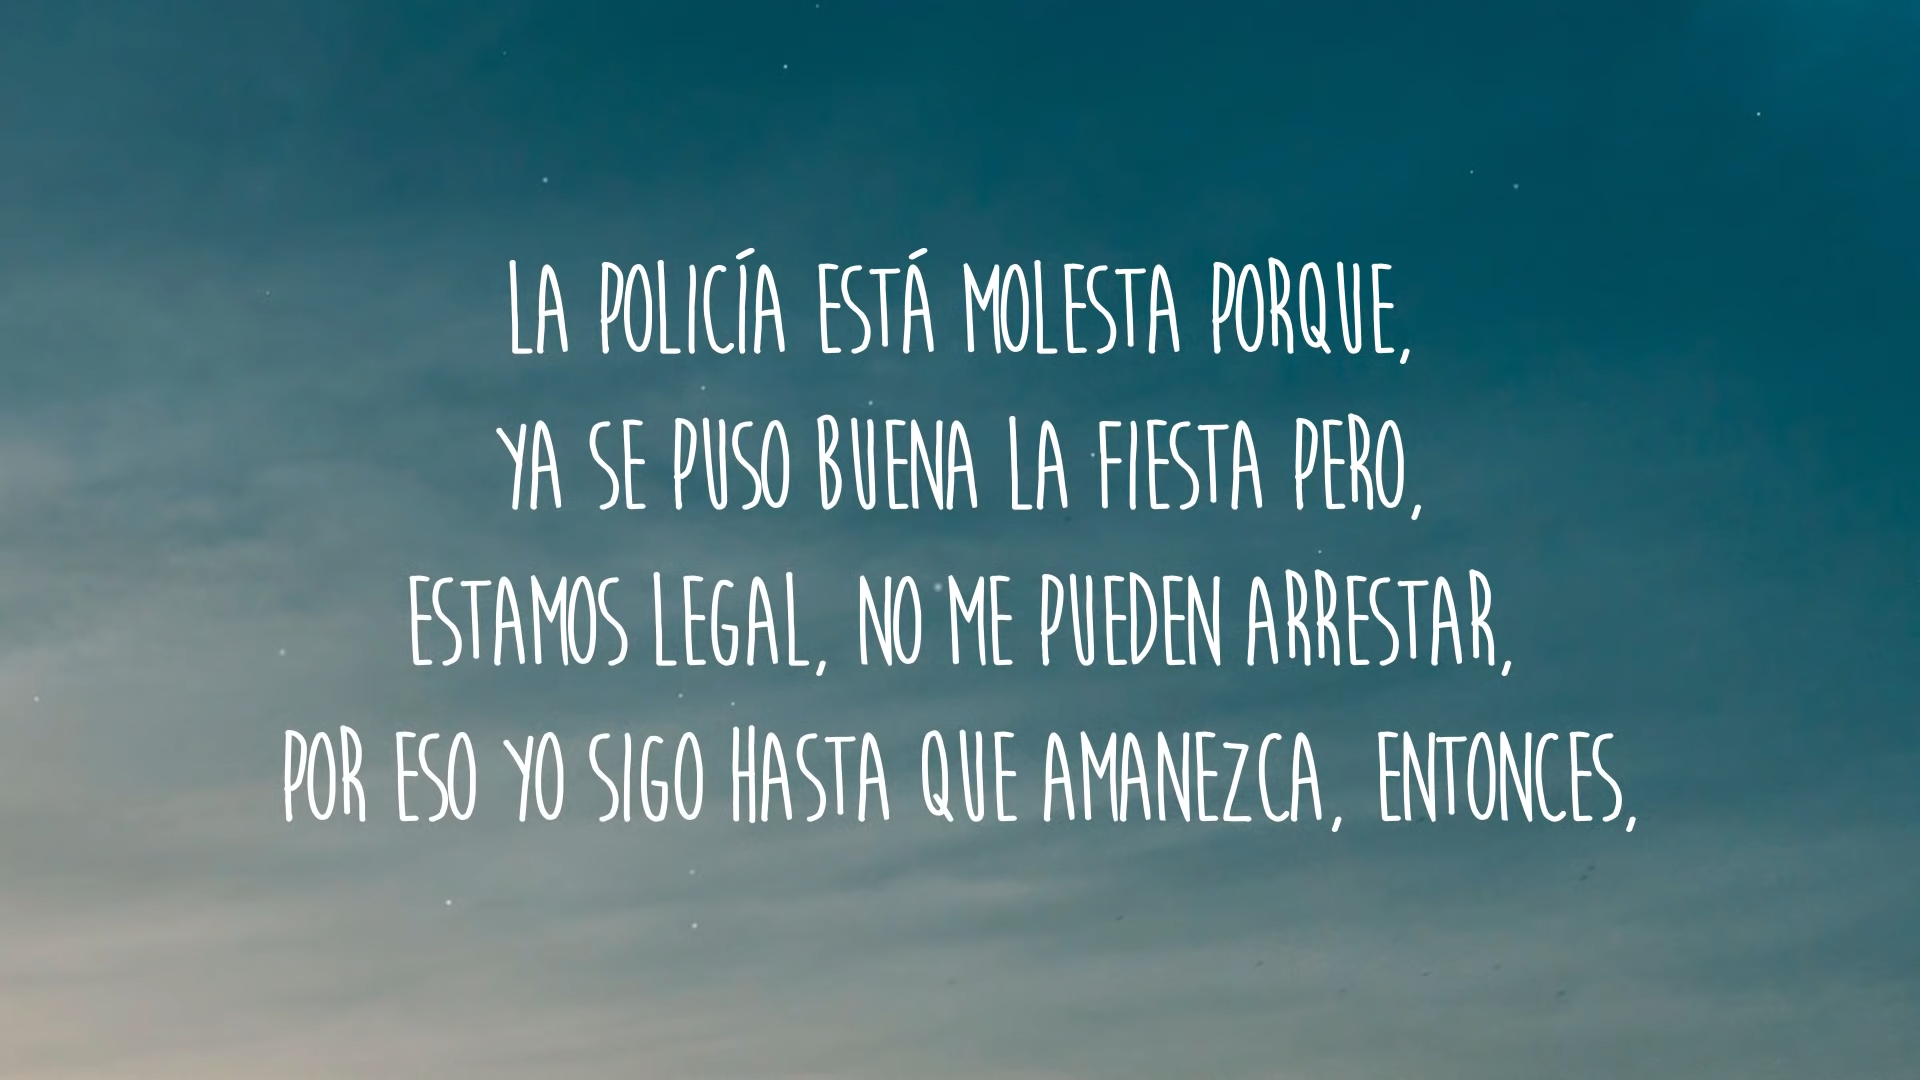 LA POLICÍA ESTÁ MOLESTA PORQUE,
YA SE PUSO BUENA LA FIESTA PERO,
ESTAMOS LEGAL, NO ME PUEDEN ARRESTAR,
POR ESO YO SIGO HASTA QUE AMANEZCA, ENTONCES,